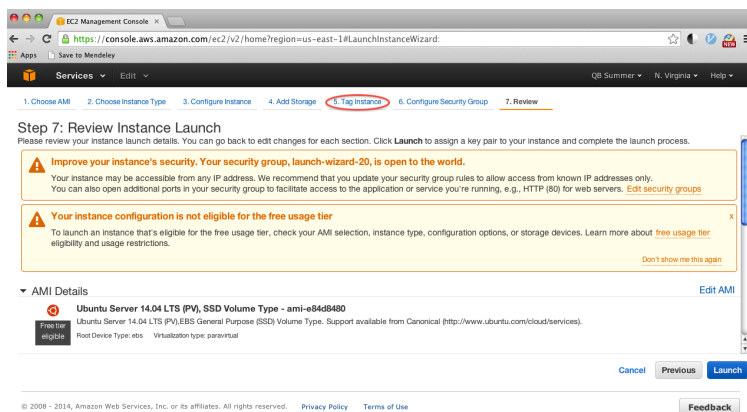 EC2 Management Console
https://console.aws.amazon.com/ec2/v2/home?region=us-east-1#LaunchInstanceWizard:
NEW
Apps Save to Mendeley
Services Edit QB Summer N. Virginia Help
1. Choose AMI 2. Choose Instance Type 3. Configure Instance 4. Add Storage 5. Tag Instance 6. Configure Security Group 7. Review
Step 7: Review Instance Launch
Please review your instance launch details. You can go back to edit changes for each section. Click Launch to assign a key pair to your instance and complete the launch process.
Improve your instance's security. Your security group, launch-wizard-20, is open to the world.
Your instance may be accessible from any IP address. We recommend that you update your security group rules to allow access from known IP addresses only.
You can also open additional ports in your security group to facilitate access to the application or service you're running, e.g., HTTP (80) for web servers. Edit security groups
Your instance configuration is not eligible for the free usage tier x
To launch an instance that's eligible for the free usage tier, check your AMI selection, instance type, configuration options, or storage devices. Learn more about free usage tier
eligibility and usage restrictions.
Don't show me this again
AMI Details Edit AMI
Ubuntu Server 14.04 LTS (PV), SSD Volume Type - ami-e84d8480
Free tier
eligible
Ubuntu Server 14.04 LTS (PV),EBS General Purpose (SSD) Volume Type. Support available from Canonical (http://www.ubuntu.com/cloud/services).
Root Device Type: ebs Virtualization type: paravirtual
Cancel Previous Launch
© 2008 - 2014, Amazon Web Services, Inc. or its affiliates. All rights reserved. Privacy Policy Terms of Use Feedback